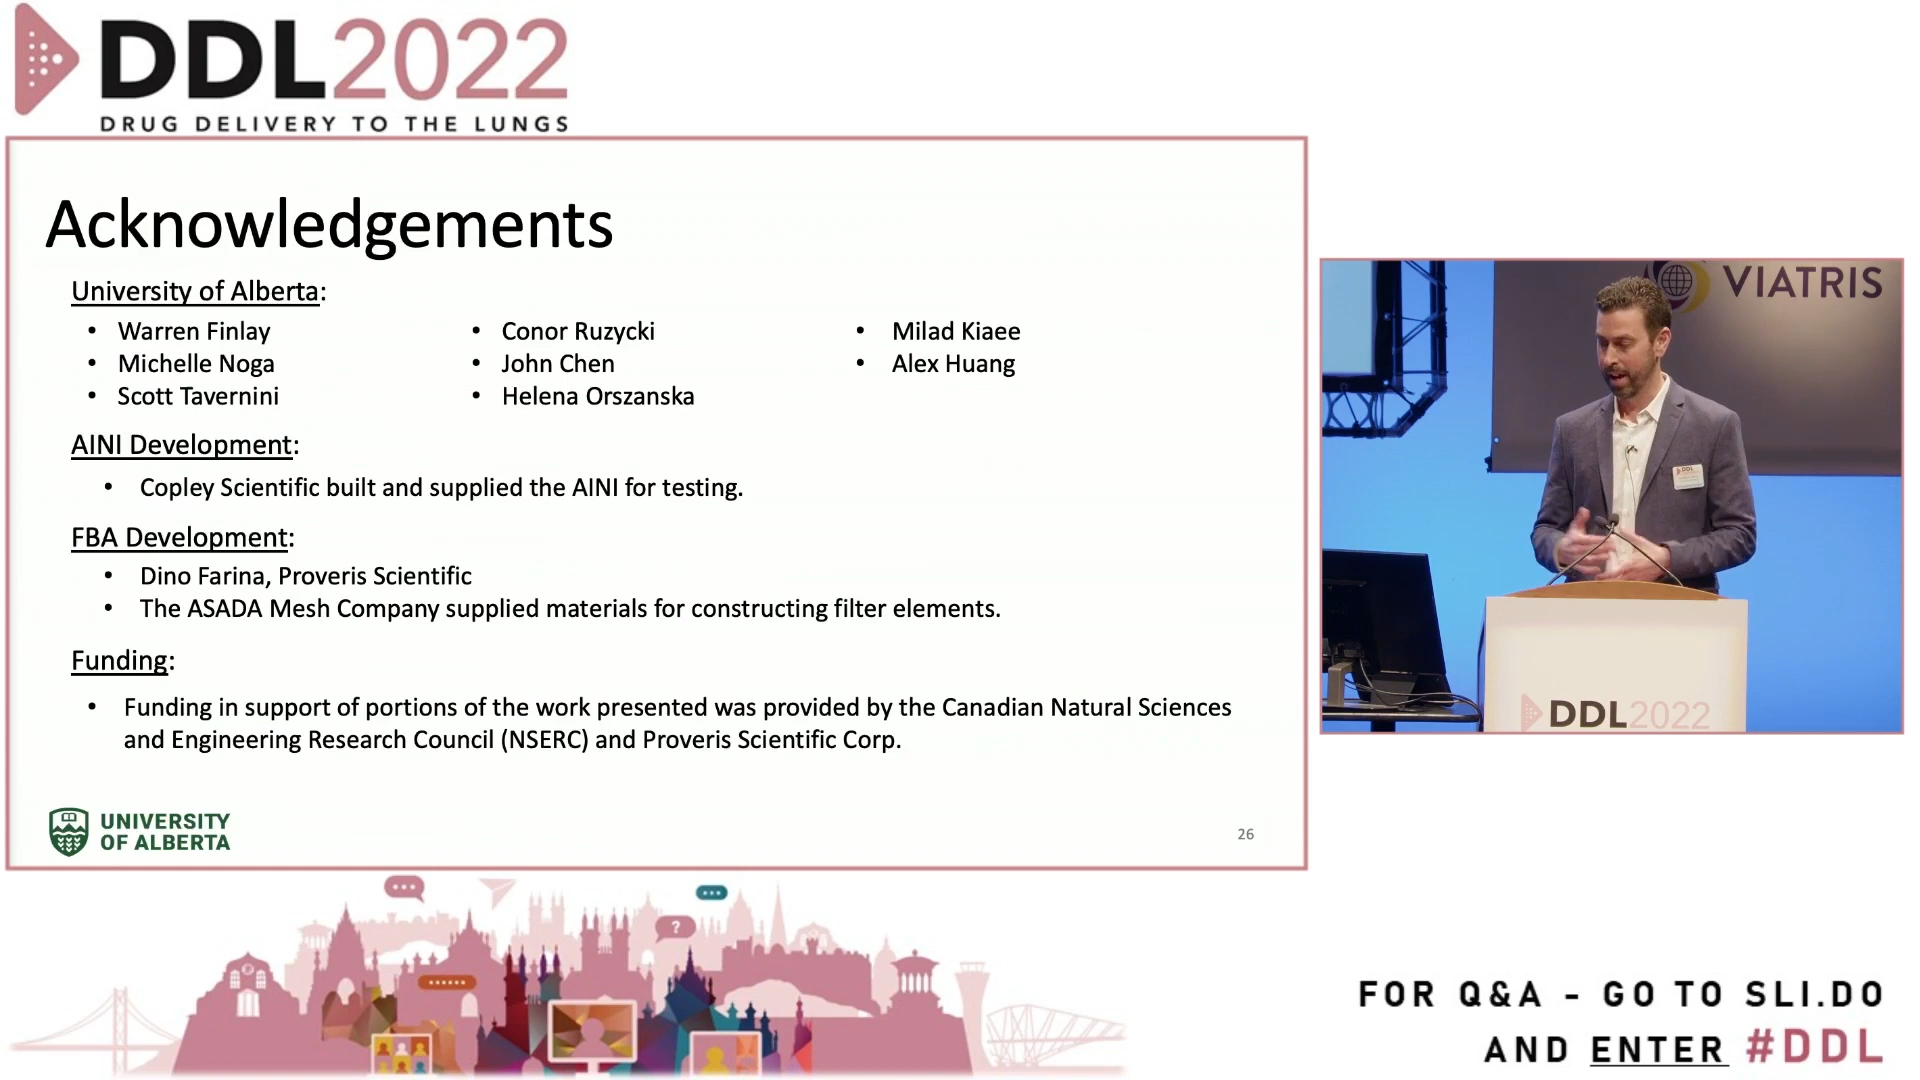 DDL2022
DRUG DELIVERY TO THE LUNGS
Acknowledgements
University of Alberta:
• Warren Finlay
• Michelle Noga
• Scott Tavernini
• Conor Ruzycki
• John Chen
• Helena Orszanska
• Milad Kiaee
• Alex Huang
AINI Development:
• Copley Scientific built and supplied the AINI for testing.
FBA Development:
• Dino Farina, Proveris Scientific
• The ASADA Mesh Company supplied materials for constructing filter elements.
Funding:
• Funding in support of portions of the work presented was provided by the Canadian Natural Sciences
and Engineering Research Council (NSERC) and Proveris Scientific Corp.
UNIVERSITY
OF ALBERTA
26
VIATRIS
DDL
DDL2022
?
FOR Q&A - GO TO SLI.DO
AND ENTER #DDL